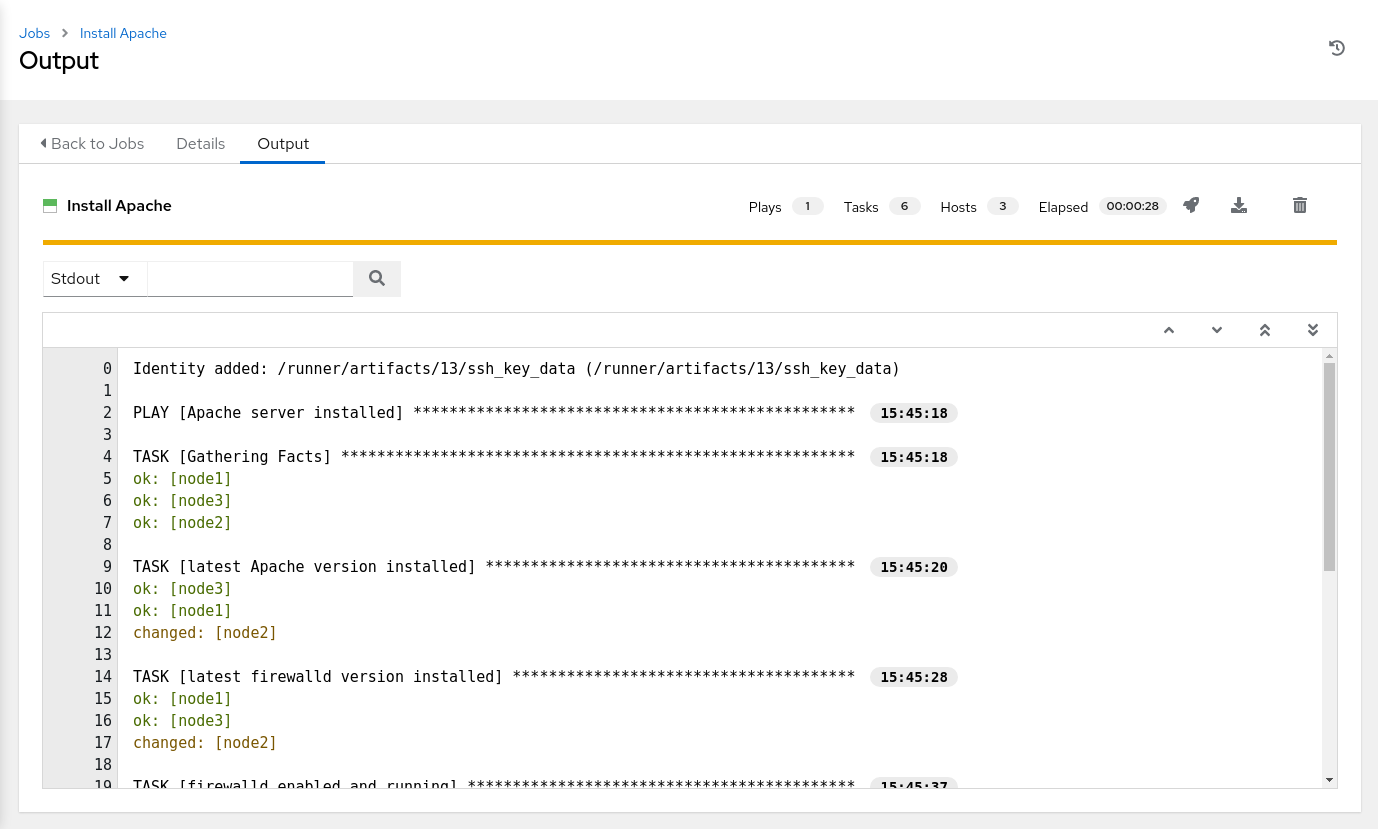 Jobs > Install Apache
Output
Back to Jobs Details Output
Install Apache Plays 1 Tasks 6 Hosts 3 Elapsed 00:00:28
Stdout
0 Identity added: /runner/artifacts/13/ssh_key_data (/runner/artifacts/13/ssh_key_data)
1
2 PLAY [Apache server installed] ************************************************* 15:45:18
3
4 TASK [Gathering Facts] ********************************************************* 15:45:18
5 ok: [node1]
6 ok: [node3]
7 ok: [node2]
8
9 TASK [latest Apache version installed] ***************************************** 15:45:20
10 ok: [node3]
11 ok: [node1]
12 changed: [node2]
13
14 TASK [latest firewalld version installed] ************************************** 15:45:28
15 ok: [node1]
16 ok: [node3]
17 changed: [node2]
18
19 TASK [firewalld enabled and running] ******************************************* 15:45:37